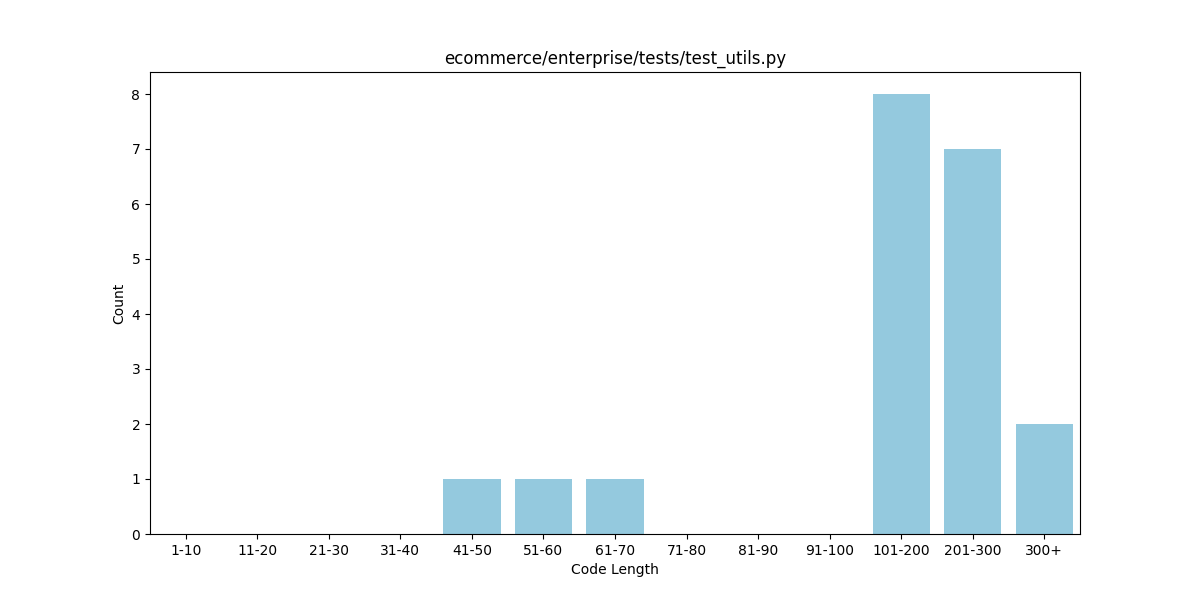 ecommerce/enterprise/tests/test_utils.py
Count
8
7
6
5
4
3
2
1
0
1-10 11-20 21-30 31-40 41-50 51-60 61-70 71-80 81-90 91-100 101-200 201-300 300+
Code Length